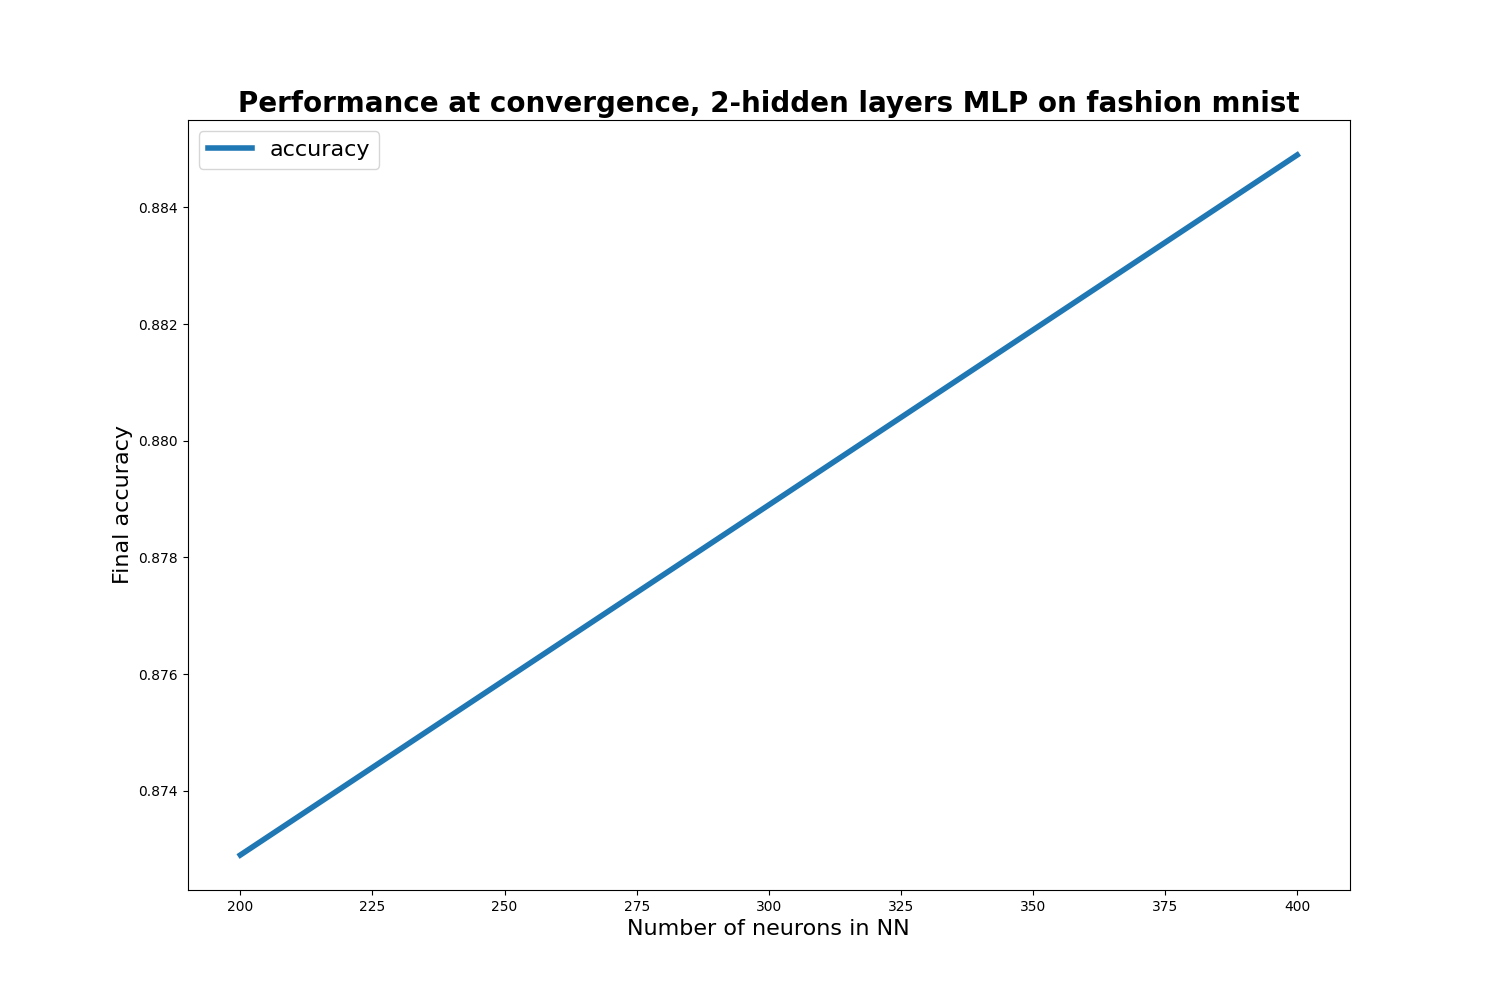 Performance at convergence, 2-hidden layers MLP on fashion mnist
accuracy
Final accuracy
0.884
0.882
0.880
0.878
0.876
0.874
200 225 250 275 300 325 350 375 400
Number of neurons in NN